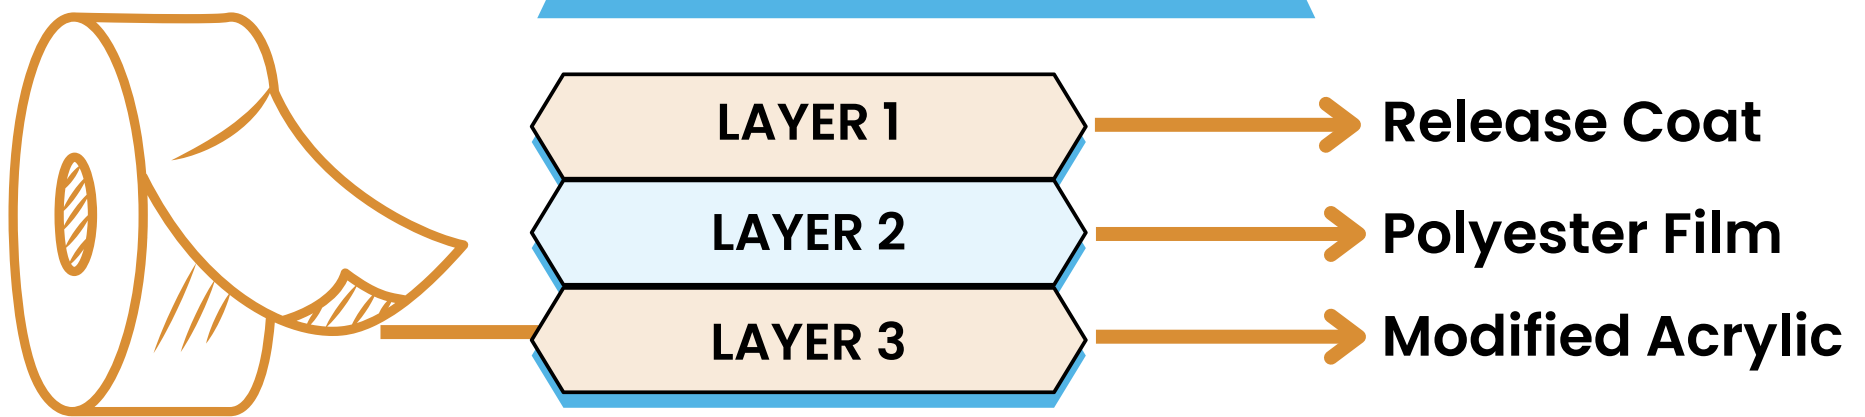 LAYER 1
Release Coat
LAYER 2
Polyester Film
LAYER 3
Modified Acrylic